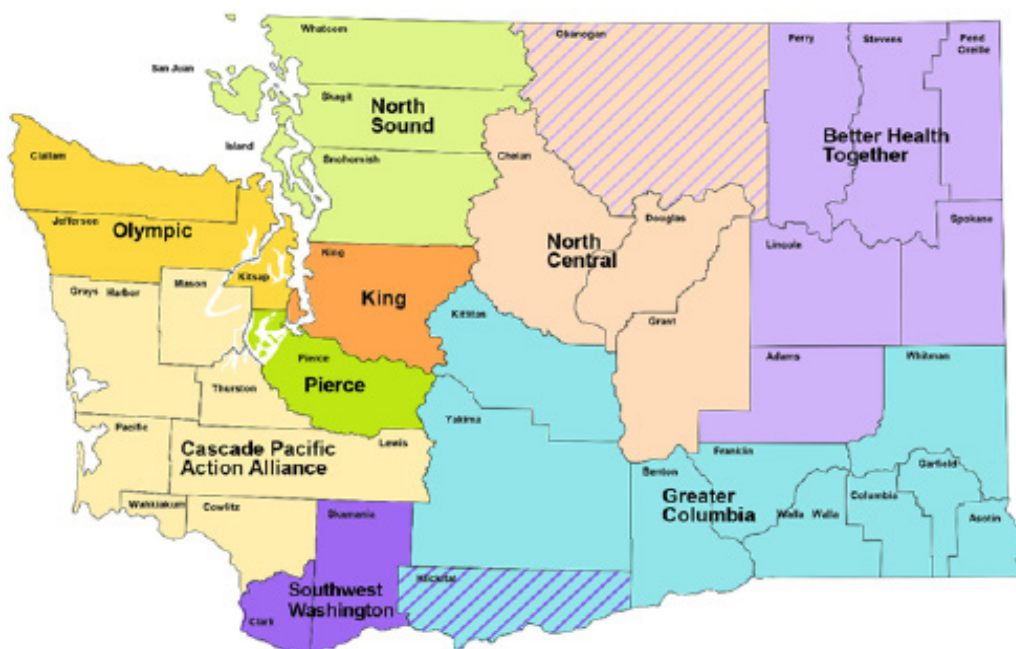 Whatcom
Okanogan
Ferry
Stevens
Pend
Oreille
San Juan
Skagit
North
Sound
Island
Snohomish
Chelan
Better Health
Together
Clallam
Jefferson
Olympic
Douglas
Spokane
Lincoln
North
Central
King
King
Kitsap
Mason
Grays Harbor
Kittitas
Grant
Pierce
Pierce
Adams
Whitman
Thurston
Yakima
Pacific
Lewis
Cascade Pacific
Action Alliance
Franklin
Benton
Garfield
Greater
Columbia
Columbia
Walla Walla
Asotin
Wahkiakum
Cowlitz
Skamania
Klickitat
Southwest
Washington
Clark